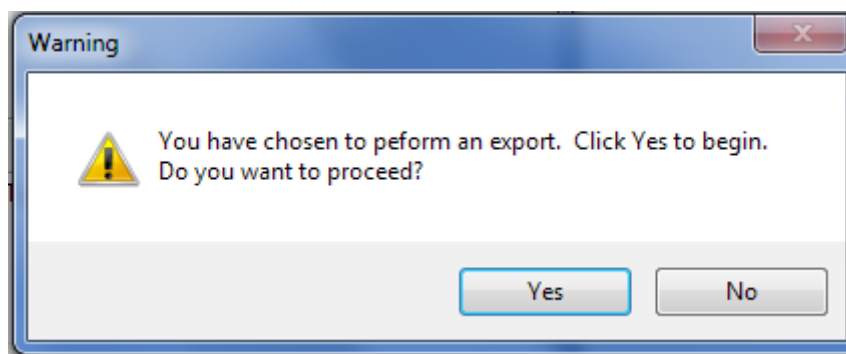 Warning
You have chosen to peform an export.  Click Yes to begin.
Do you want to proceed?
Yes
No